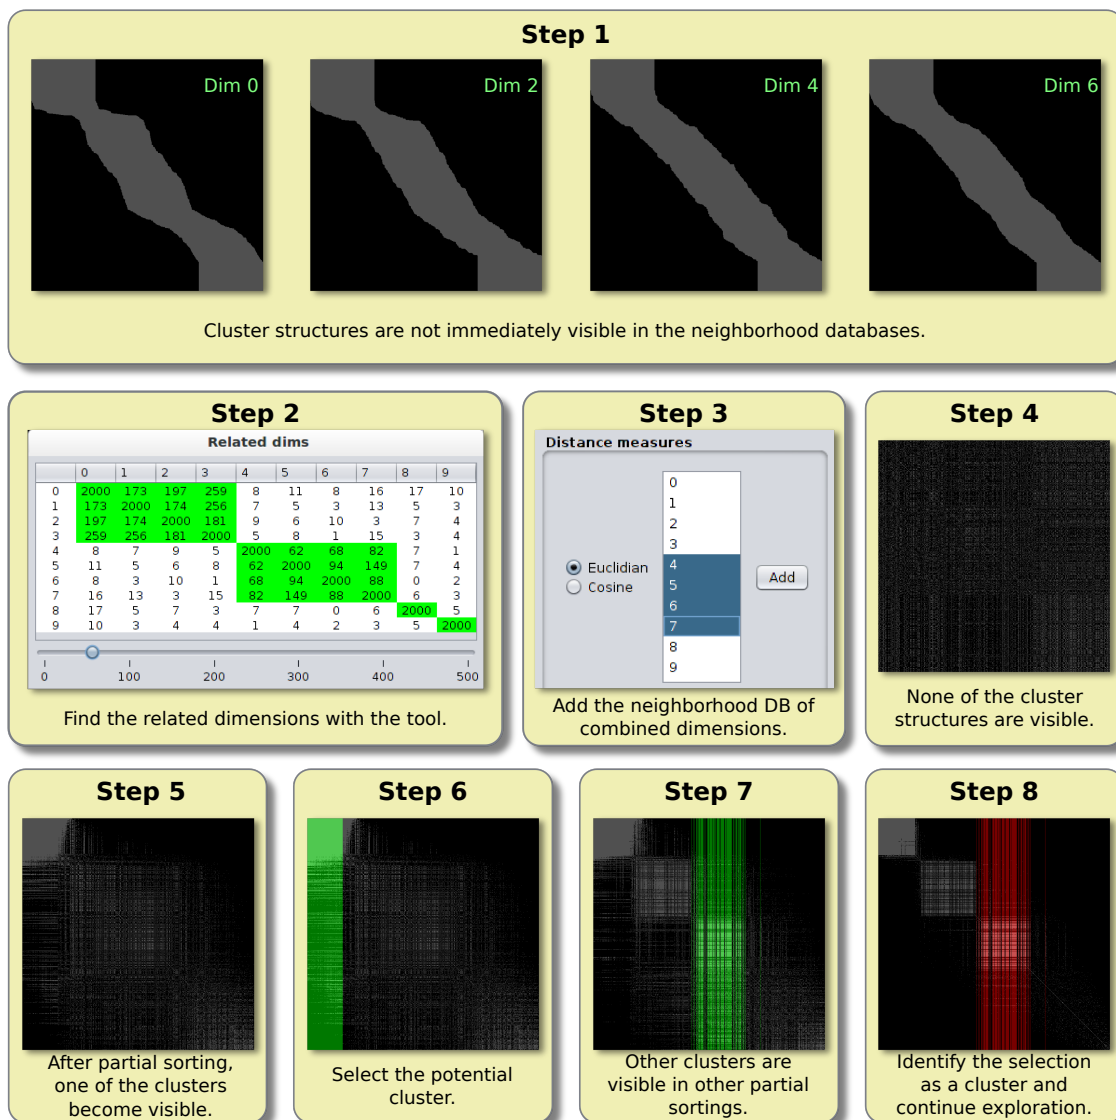 Step 1
Dim 0
Dim 2
Dim 4
Dim 6
Cluster structures are not immediately visible in the neighborhood databases.
Step 2
Related dims
0 1 2 3 4 5 6 7 8 9
0 2000 173 197 259 8 11 8 16 17 10
1 173 2000 174 256 7 5 3 13 5 3
2 197 174 2000 181 9 6 10 3 7 4
3 259 256 181 2000 5 8 1 15 3 4
4 8 7 9 5 2000 62 68 82 7 1
5 11 5 6 8 62 2000 94 149 7 4
6 8 3 10 1 68 94 2000 88 0 2
7 16 13 3 15 82 149 88 2000 6 3
8 17 5 7 3 7 7 0 6 2000 5
9 10 3 4 4 1 4 2 3 5 2000
0 100 200 300 400 500
Find the related dimensions with the tool.
Step 3
Distance measures
Euclidian
Cosine
0
1
2
3
4
5
6
7
8
9
Add
Add the neighborhood DB of
combined dimensions.
Step 4
None of the cluster
structures are visible.
Step 5
After partial sorting,
one of the clusters
become visible.
Step 6
Select the potential
cluster.
Step 7
Other clusters are
visible in other partial
sortings.
Step 8
Identify the selection
as a cluster and
continue exploration.